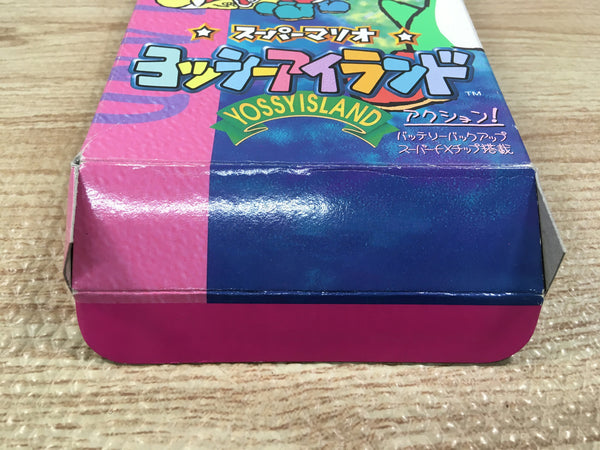 スーパーマリオ
ヨッシーアイランド
TM
YOSSYISLAND
アクション!
バッテリーバックアップ
スーパーFXチップ搭載